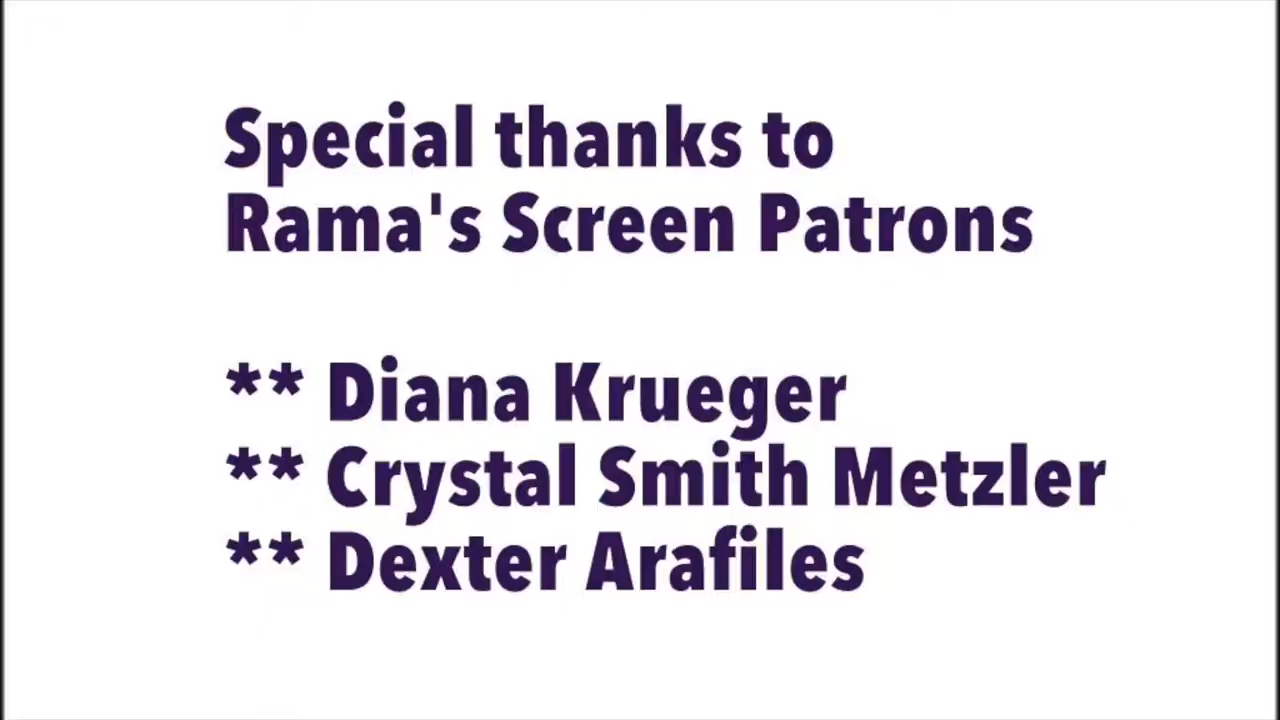 Special thanks to
Rama's Screen Patrons
** Diana Krueger
** Crystal Smith Metzler
** Dexter Arafiles